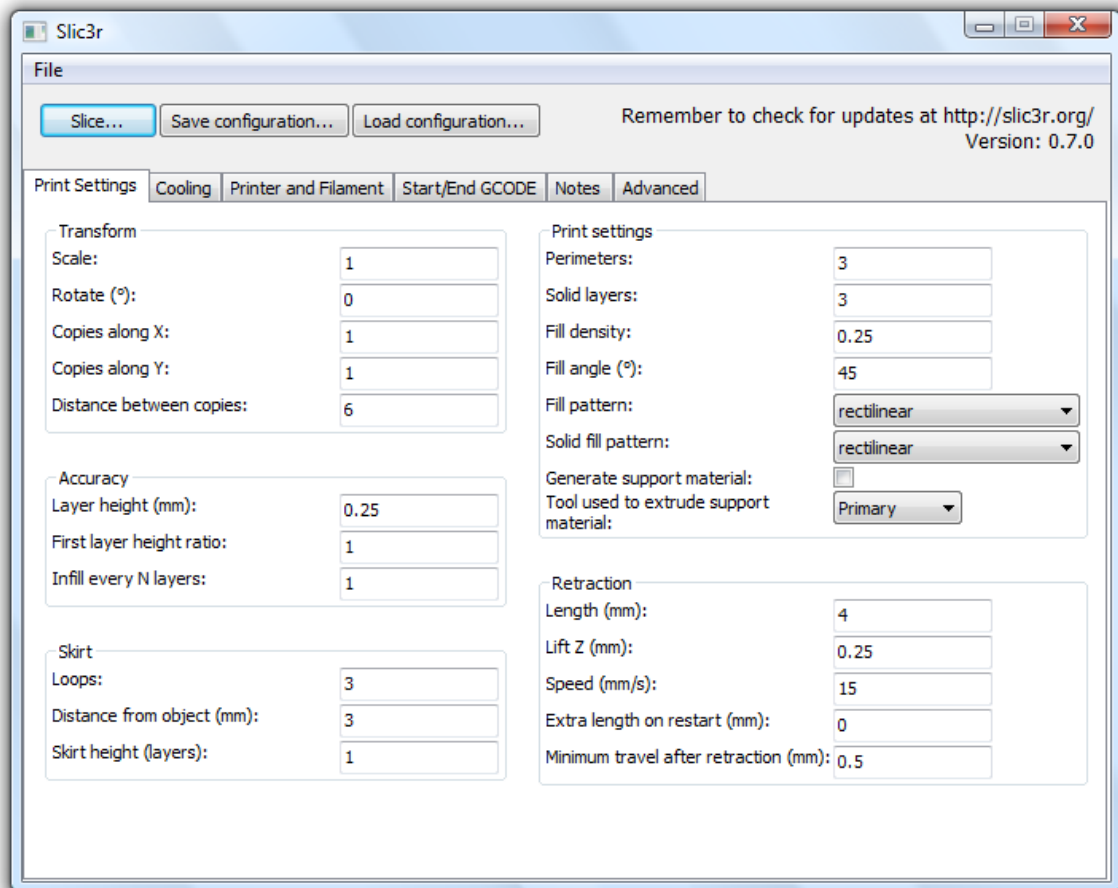 Slic3r
File
Slice... Save configuration... Load configuration...
Remember to check for updates at http://slic3r.org/
Version: 0.7.0
Print Settings Cooling Printer and Filament Start/End GCODE Notes Advanced
Transform
Scale: 1
Rotate (°): 0
Copies along X: 1
Copies along Y: 1
Distance between copies: 6
Accuracy
Layer height (mm): 0.25
First layer height ratio: 1
Infill every N layers: 1
Skirt
Loops: 3
Distance from object (mm): 3
Skirt height (layers): 1
Print settings
Perimeters: 3
Solid layers: 3
Fill density: 0.25
Fill angle (°): 45
Fill pattern: rectilinear
Solid fill pattern: rectilinear
Generate support material:
Tool used to extrude support
material: Primary
Retraction
Length (mm): 4
Lift Z (mm): 0.25
Speed (mm/s): 15
Extra length on restart (mm): 0
Minimum travel after retraction (mm): 0.5